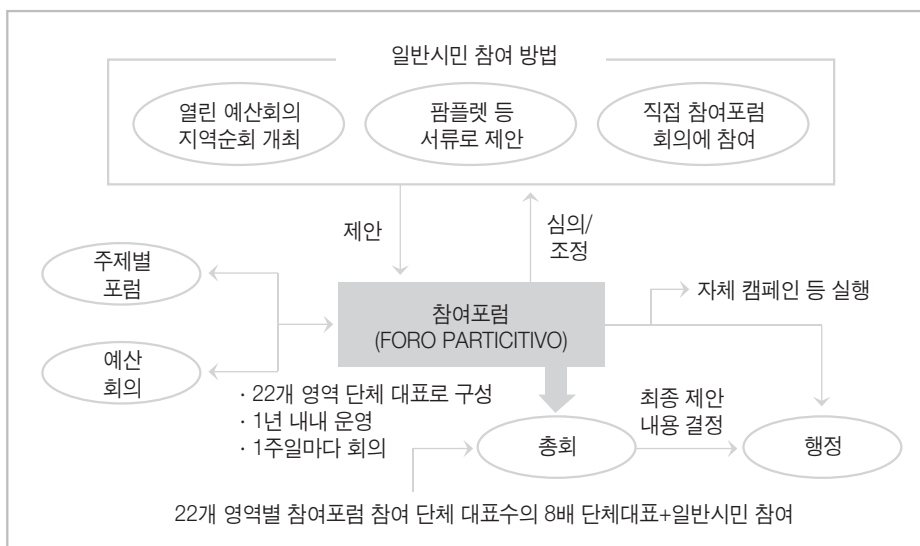 일반시민 참여 방법
열린 예산회의
지역순회 개최
팜플렛 등
서류로 제안
직접 참여포럼
회의에 참여
제안
심의/
조정
주제별
포럼
예산
회의
참여포럼
(FORO PARTICITIVO)
자체 캠페인 등 실행
· 22개 영역 단체 대표로 구성
· 1년 내내 운영
· 1주일마다 회의
총회
최종 제안
내용 결정
행정
22개 영역별 참여포럼 참여 단체 대표수의 8배 단체대표+일반시민 참여